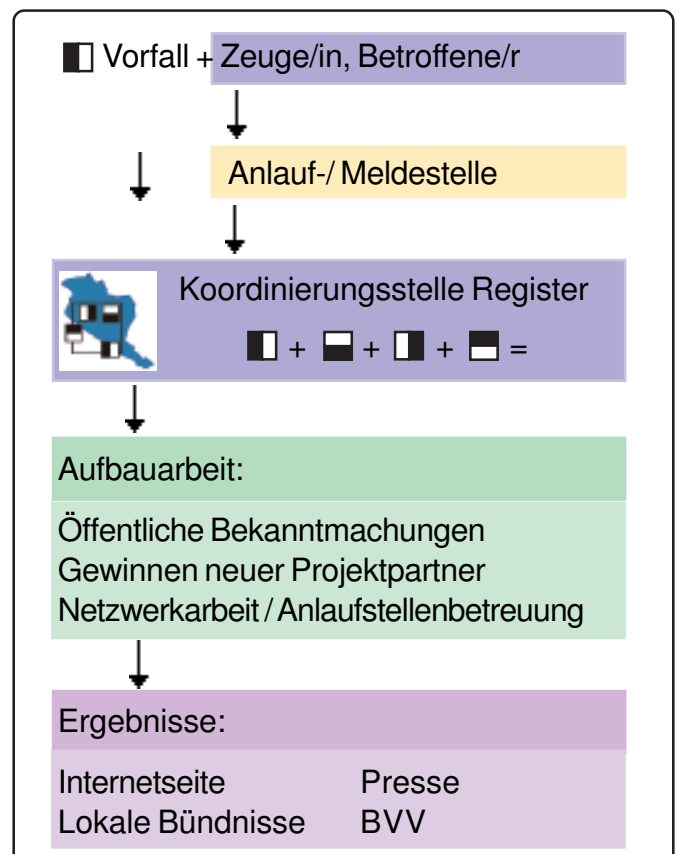 Vorfall + Zeuge/in, Betroffene/r
Anlauf-/ Meldestelle
Koordinierungsstelle Register
+ + + =
Aufbauarbeit:
Öffentliche Bekanntmachungen
Gewinnen neuer Projektpartner
Netzwerkarbeit / Anlaufstellenbetreuung
Ergebnisse:
Internetseite Presse
Lokale Bündnisse BVV